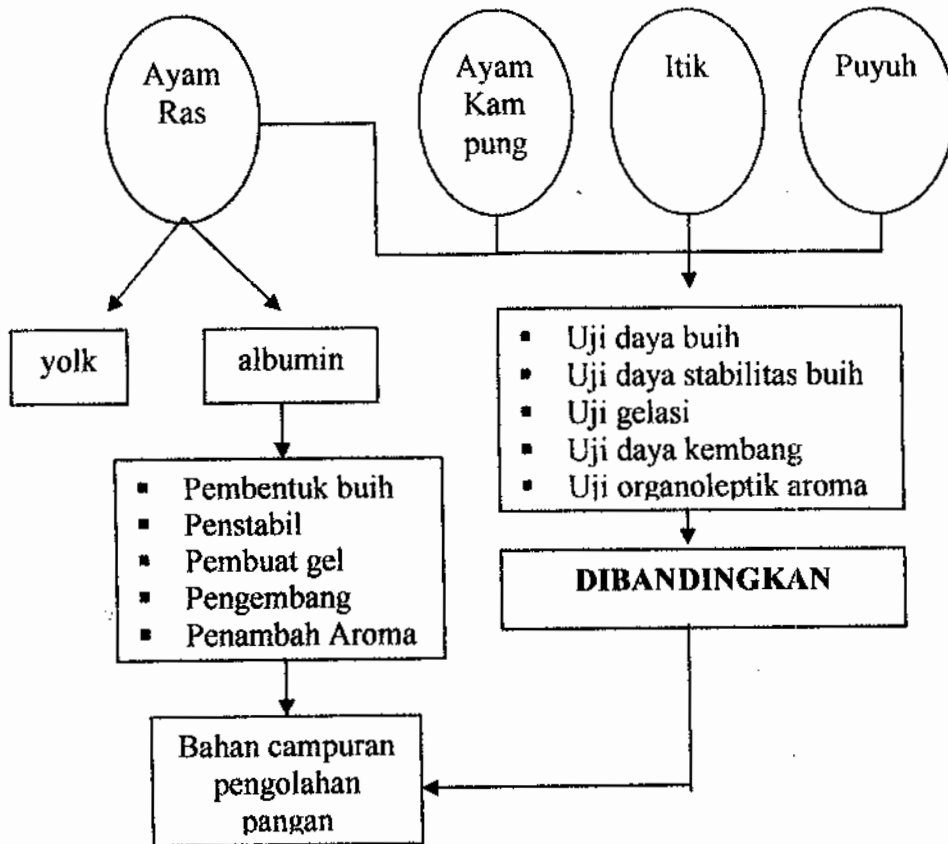 Ayam
Ras
Ayam
Kam
pung
Itik
Puyuh
yolk
albumin
▪ Uji daya buih
▪ Uji daya stabilitas buih
▪ Uji gelasi
▪ Uji daya kembang
▪ Uji organoleptik aroma
▪ Pembentuk buih
▪ Penstabil
▪ Pembuat gel
▪ Pengembang
▪ Penambah Aroma
DIBANDINGKAN
Bahan campuran
pengolahan
pangan